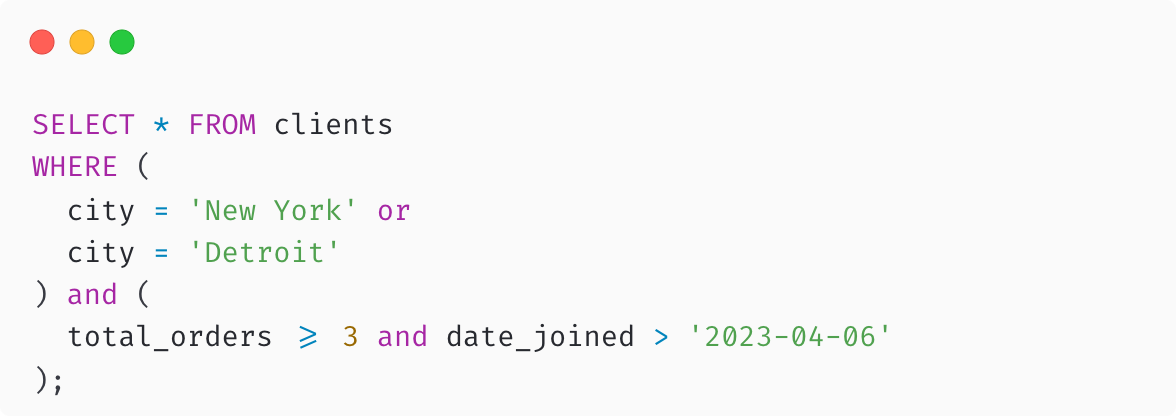 SELECT * FROM clients
WHERE (
  city = 'New York' or
  city = 'Detroit'
) and (
  total_orders >= 3 and date_joined > '2023-04-06'
);